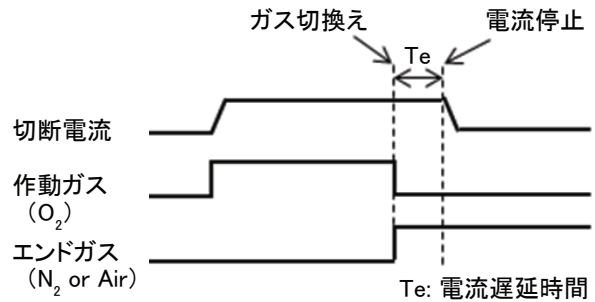 ガス切換え
電流停止
Te
切断電流
作動ガス
（O₂）
エンドガス
（N₂ or Air）
Te: 電流遅延時間